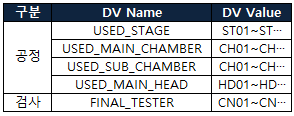 구분 DV Name DV Value
공정 USED_STAGE ST01~ST…
USED_MAIN_CHAMBER CH01~CH…
USED_SUB_CHAMBER CH01~CH…
USED_MAIN_HEAD HD01~HD…
검사 FINAL_TESTER CN01~CN…